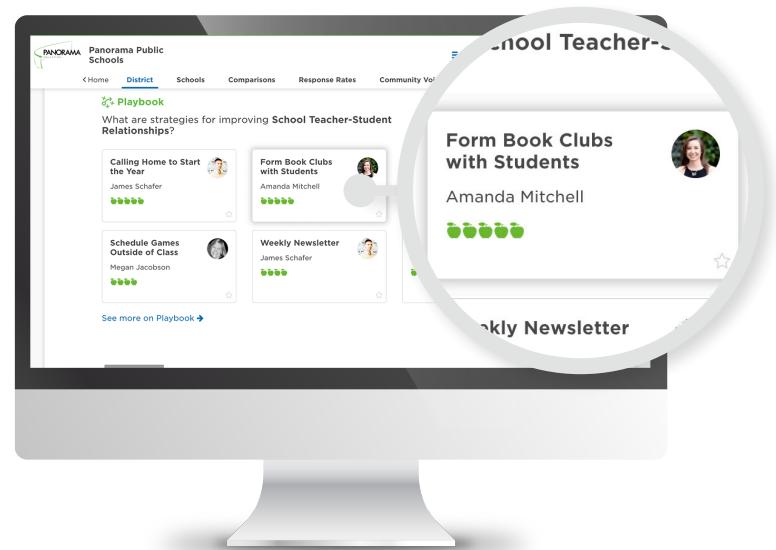 PANORAMA
Panorama Public
Schools
Home District Schools Comparisons Response Rates Community
Playbook
What are strategies for improving School Teacher-Student
Relationships?
Calling Home to Start
the Year
James Schafer
Form Book Clubs
with Students
Amanda Mitchell
Schedule Games
Outside of Class
Megan Jacobson
Weekly Newsletter
James Schafer
See more on Playbook
Teacher-S
Form Book Clubs
with Students
Amanda Mitchell
Newsletter